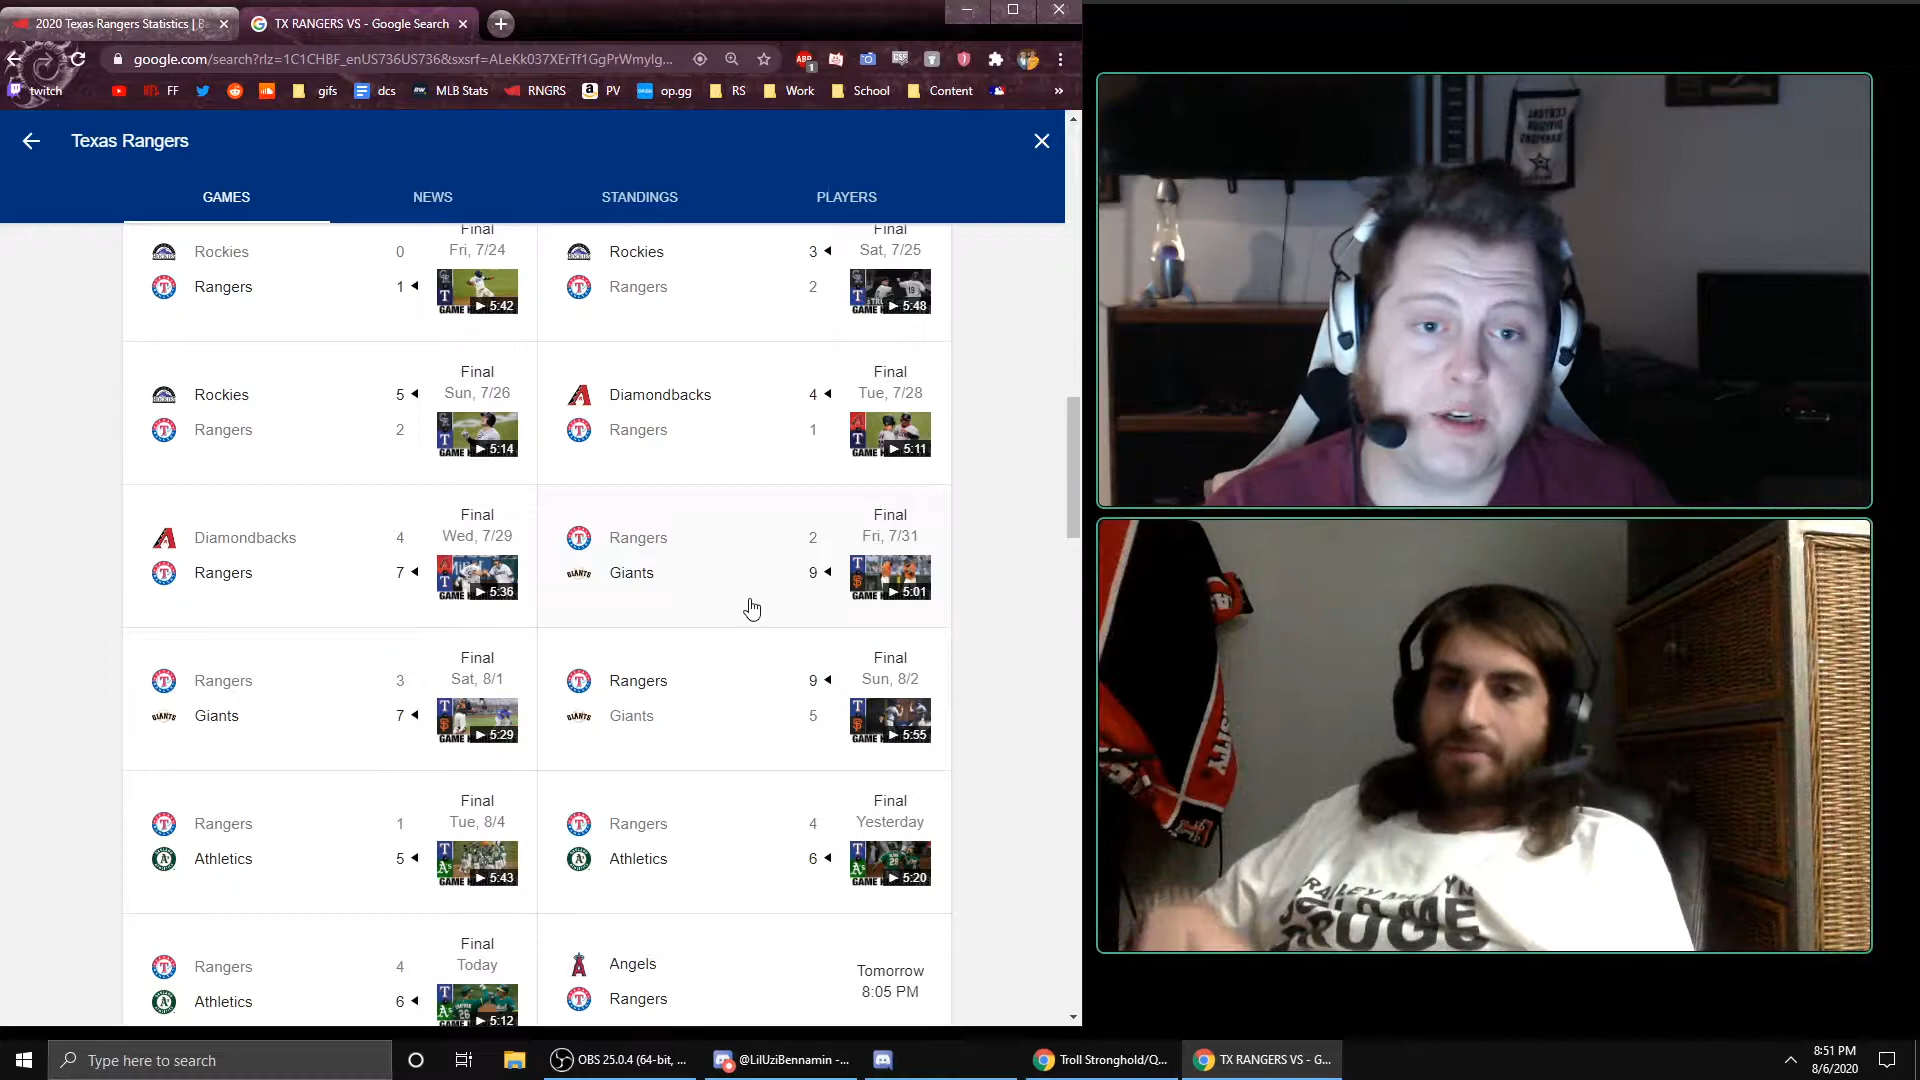 2020 Texas Rangers Statistics | B
TX RANGERS VS - Google Search
google.com/search?rlz=1C1CHBF_enUS736US736&sxsrf=ALeKk037XErTf1GgPrWmylg...
twitch
NFL FF
gifs
dcs
MLB Stats
RNGRS
PV
op.gg
RS
Work
School
Content
Texas Rangers
GAMES NEWS STANDINGS PLAYERS
Rockies 0
Rangers 1
Final
Fri, 7/24
5:42
Rockies 3
Rangers 2
Final
Sat, 7/25
5:48
Rockies 5
Rangers 2
Final
Sun, 7/26
5:14
Diamondbacks 4
Rangers 1
Final
Tue, 7/28
5:11
Diamondbacks 4
Rangers 7
Final
Wed, 7/29
5:36
Rangers 2
Giants 9
Final
Fri, 7/31
5:01
Rangers 3
Giants 7
Final
Sat, 8/1
5:29
Rangers 9
Giants 5
Final
Sun, 8/2
5:55
Rangers 1
Athletics 5
Final
Tue, 8/4
5:43
Rangers 4
Athletics 6
Final
Yesterday
5:20
Rangers 4
Athletics 6
Final
Today
5:12
Angels
Rangers
Tomorrow
8:05 PM
CENTRAL
DIVISION
CHAMPIONS
Type here to search
OBS 25.0.4 (64-bit, ...
@LilUziBennamin -...
Troll Stronghold/Q...
TX RANGERS VS - G...
8:51 PM
8/6/2020